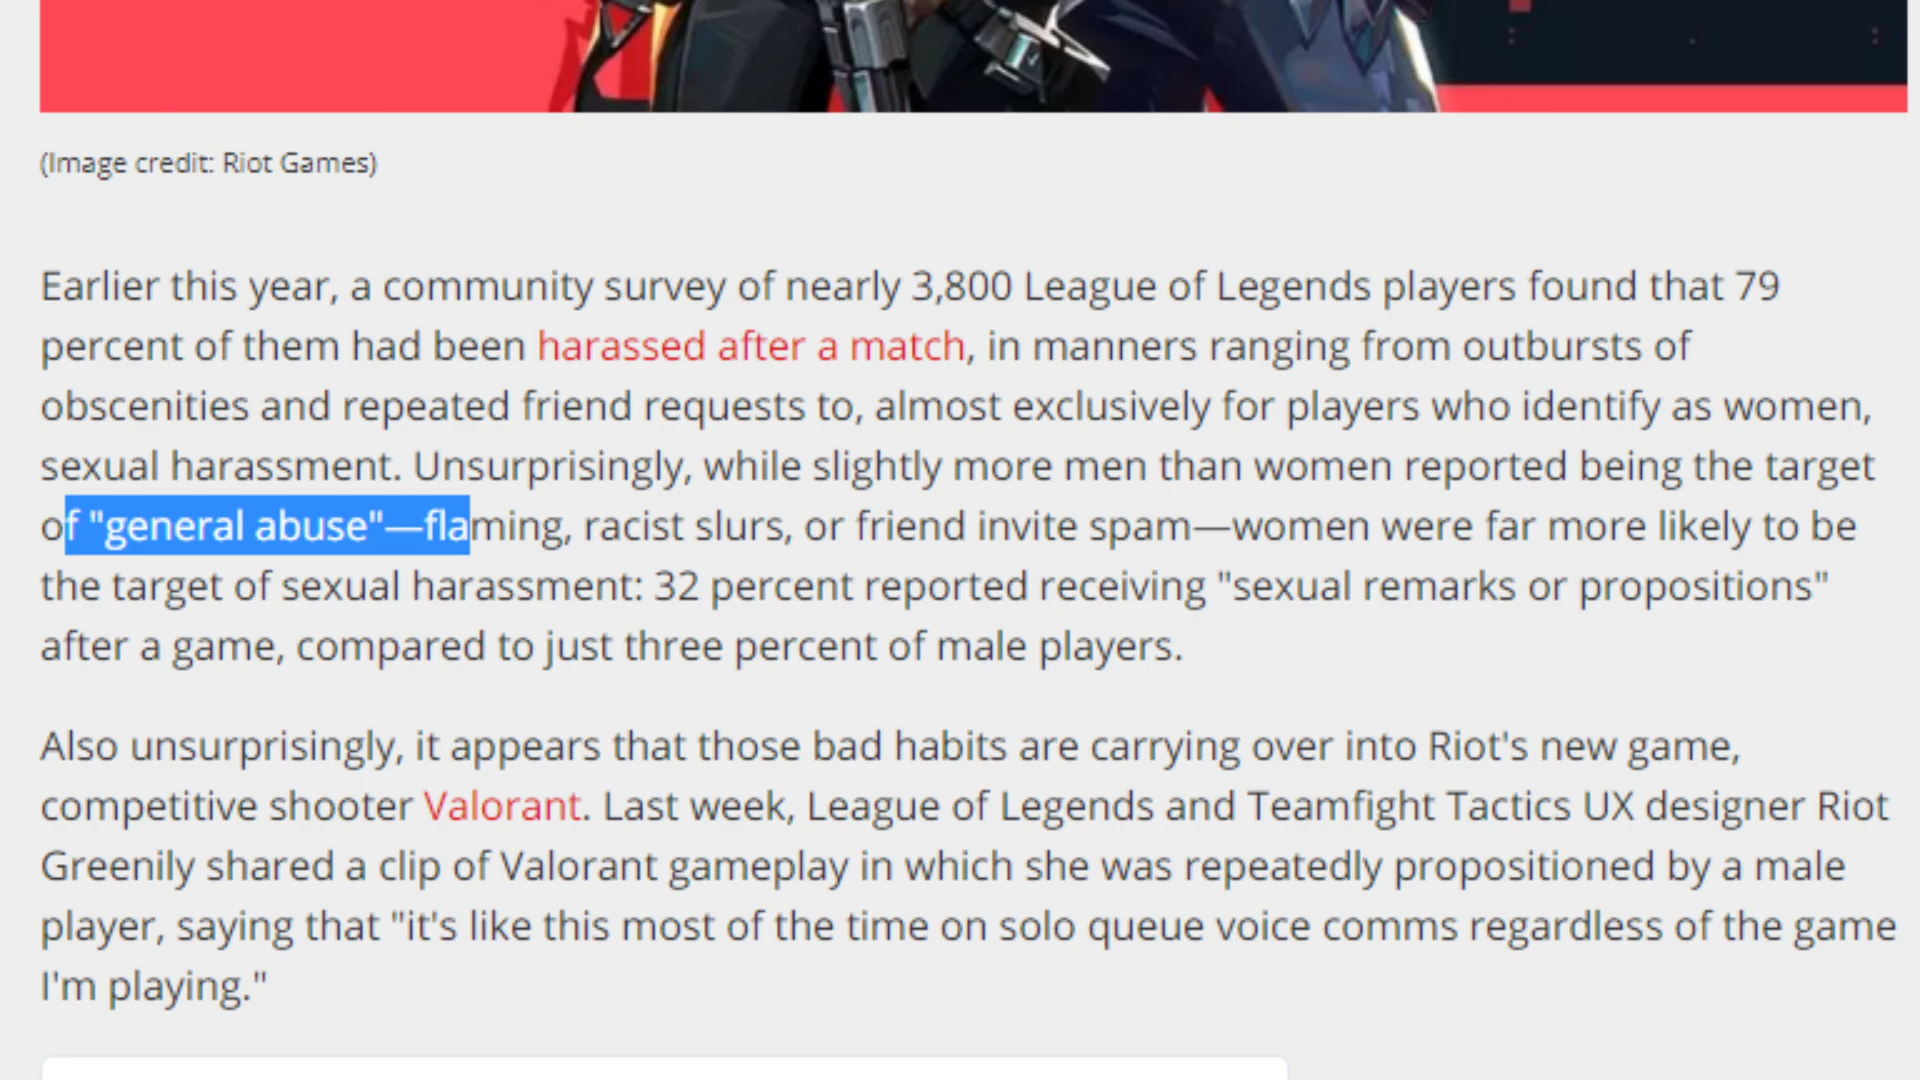 (Image credit: Riot Games)
Earlier this year, a community survey of nearly 3,800 League of Legends players found that 79
percent of them had been harassed after a match, in manners ranging from outbursts of
obscenities and repeated friend requests to, almost exclusively for players who identify as women,
sexual harassment. Unsurprisingly, while slightly more men than women reported being the target
of "general abuse"—flaming, racist slurs, or friend invite spam—women were far more likely to be
the target of sexual harassment: 32 percent reported receiving "sexual remarks or propositions"
after a game, compared to just three percent of male players.
Also unsurprisingly, it appears that those bad habits are carrying over into Riot's new game,
competitive shooter Valorant. Last week, League of Legends and Teamfight Tactics UX designer Riot
Greenily shared a clip of Valorant gameplay in which she was repeatedly propositioned by a male
player, saying that "it's like this most of the time on solo queue voice comms regardless of the game
I'm playing."